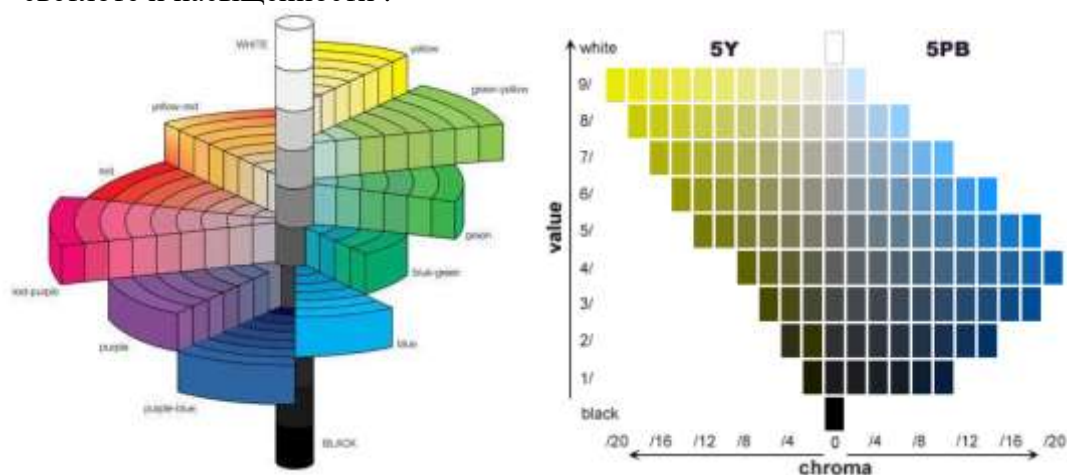 и насыщенности
WHITE
yellow
green-yellow
yellow-red
red
green
blue-green
red-purple
blue
purple
purple-blue
BLACK
white 5Y 5PB
9/
8/
7/
6/
value
5/
4/
3/
2/
1/
black
/20 /16 /12 /8 /4 0 /4 /8 /12 /16 /20
chroma